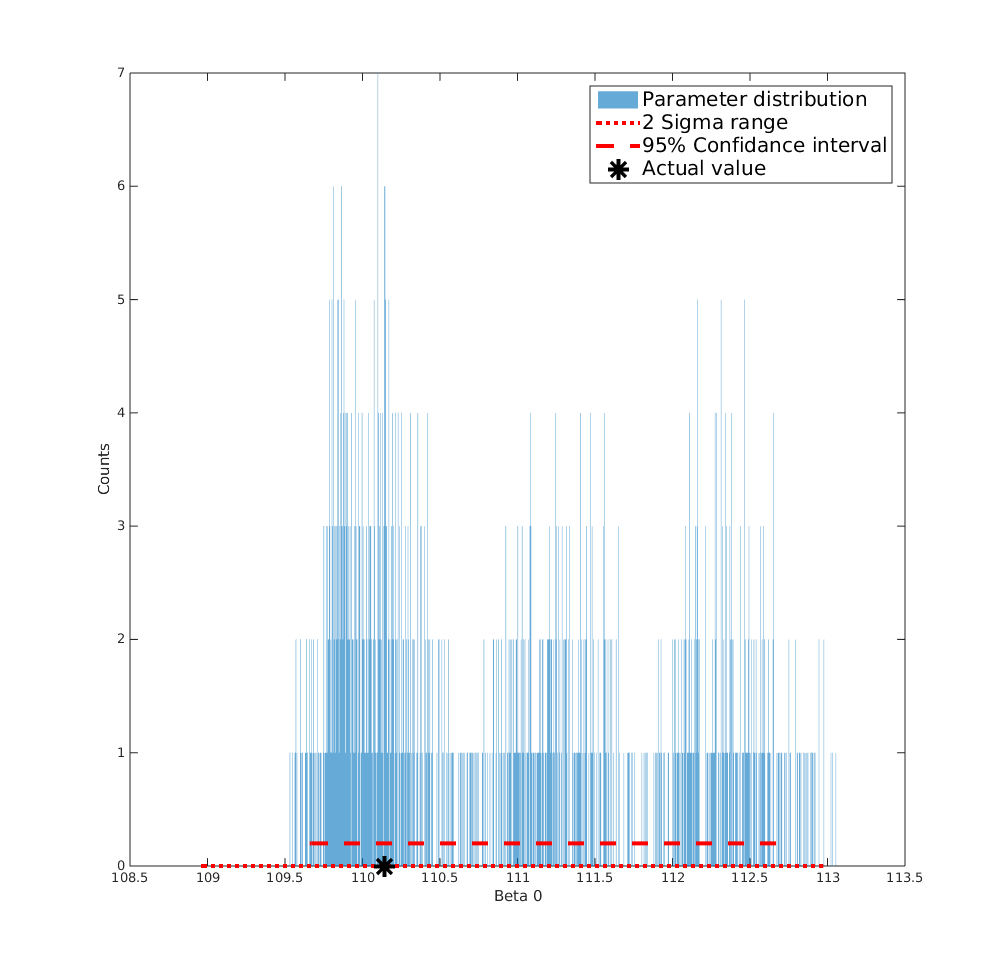 7
6
5
4
3
2
1
0
Counts
Parameter distribution
2 Sigma range
95% Confidance interval
Actual value
108.5 109 109.5 110 110.5 111 111.5 112 112.5 113 113.5
Beta 0